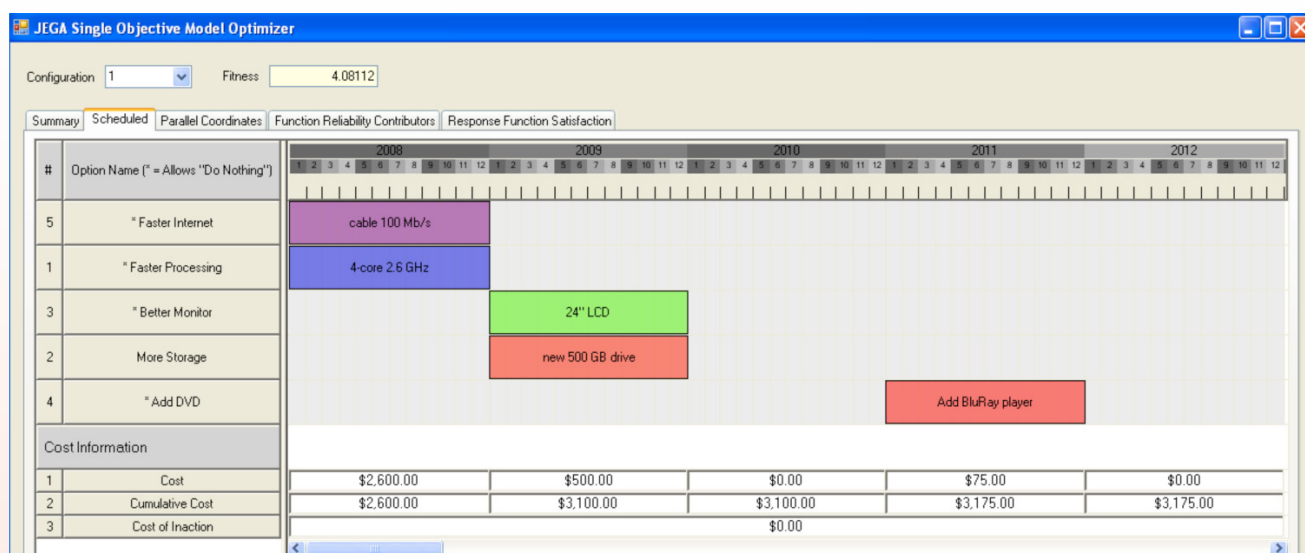 JEGA Single Objective Model Optimizer
Configuration 1 Fitness 4.08112
Summary Scheduled Parallel Coordinates Function Reliability Contributors Response Function Satisfaction
# Option Name (* = Allows "Do Nothing") 2008 2009 2010 2011 2012
1 2 3 4 5 6 7 8 9 10 11 12 1 2 3 4 5 6 7 8 9 10 11 12 1 2 3 4 5 6 7 8 9 10 11 12 1 2 3 4 5 6 7 8 9 10 11 12 1 2 3 4 5 6 7 8 9 10 11 12
5 * Faster Internet cable 100 Mb/s
1 * Faster Processing 4-core 2.6 GHz
3 * Better Monitor 24" LCD
2 More Storage new 500 GB drive
4 * Add DVD Add BluRay player
Cost Information
1 Cost $2,600.00 $500.00 $0.00 $75.00 $0.00
2 Cumulative Cost $2,600.00 $3,100.00 $3,100.00 $3,175.00 $3,175.00
3 Cost of Inaction $0.00